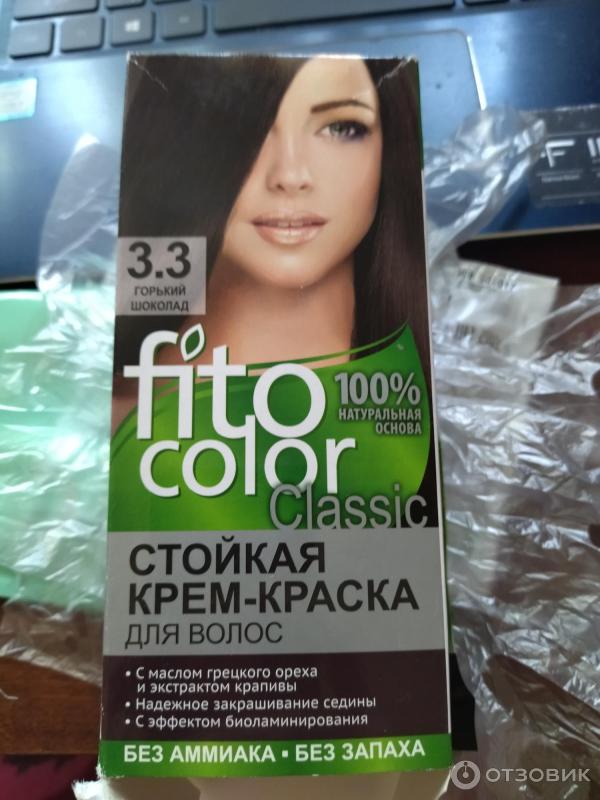 3.3
ГОРЬКИЙ
ШОКОЛАД
fito
color
Classic
100%
НАТУРАЛЬНАЯ
ОСНОВА
СТОЙКАЯ
КРЕМ-КРАСКА
ДЛЯ ВОЛОС
• С маслом грецкого ореха
и экстрактом крапивы
• Надежное закрашивание седины
• С эффектом биоламинирования
БЕЗ АММИАКА ▪ БЕЗ ЗАПАХА
ОТЗОВИК